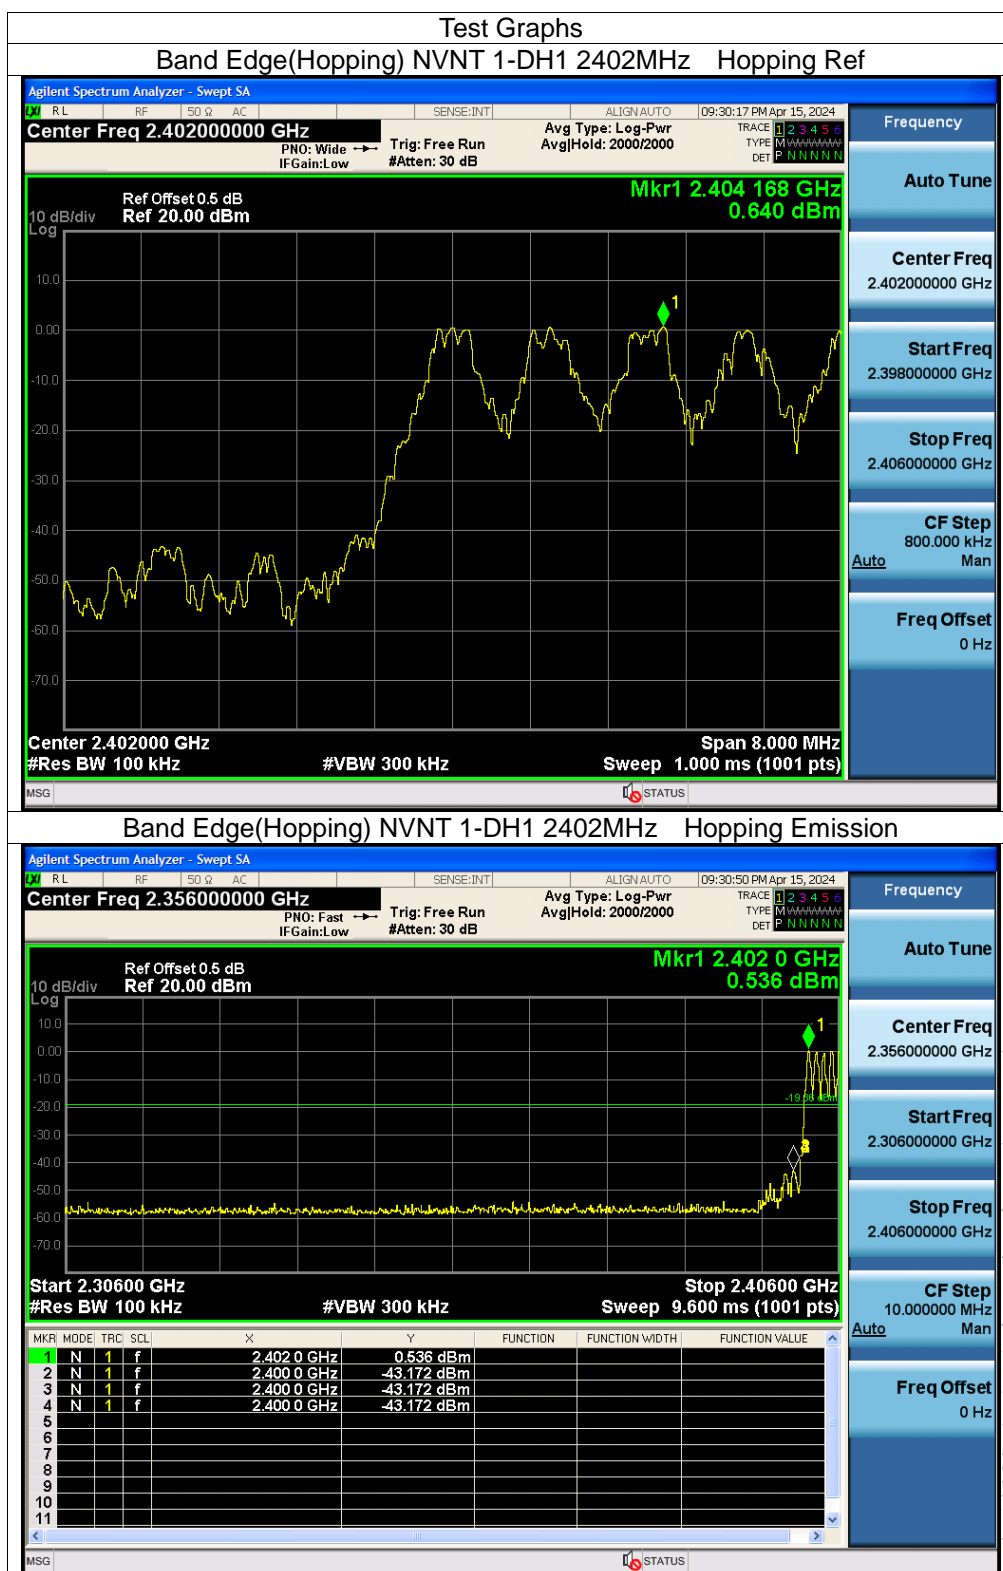 Test Graphs
Band Edge(Hopping) NVNT 1-DH1 2402MHz Hopping Ref
Agilent Spectrum Analyzer - Swept SA
LXI RL RF 50 Ω AC SENSE:INT ALIGN AUTO 09:30:17 PM Apr 15, 2024
Center Freq 2.402000000 GHz
PNO: Wide
IFGain:Low
Trig: Free Run
#Atten: 30 dB
Avg Type: Log-Pwr
Avg|Hold: 2000/2000
TRACE 1 2 3 4 5 6
TYPE M WWWWW
DET P N N N N N
Frequency
Mkr1 2.404 168 GHz
0.640 dBm
Ref Offset 0.5 dB
10 dB/div Ref 20.00 dBm
Log
10.0
0.00
-10.0
-20.0
-30.0
-40.0
-50.0
-60.0
-70.0
1
Center 2.402000 GHz Span 8.000 MHz
#Res BW 100 kHz #VBW 300 kHz Sweep 1.000 ms (1001 pts)
MSG STATUS
Auto Tune
Center Freq
2.402000000 GHz
Start Freq
2.398000000 GHz
Stop Freq
2.406000000 GHz
CF Step
800.000 kHz
Auto Man
Freq Offset
0 Hz
Band Edge(Hopping) NVNT 1-DH1 2402MHz Hopping Emission
Agilent Spectrum Analyzer - Swept SA
LXI RL RF 50 Ω AC SENSE:INT ALIGN AUTO 09:30:50 PM Apr 15, 2024
Center Freq 2.356000000 GHz
PNO: Fast
IFGain:Low
Trig: Free Run
#Atten: 30 dB
Avg Type: Log-Pwr
Avg|Hold: 2000/2000
TRACE 1 2 3 4 5 6
TYPE M WWWWW
DET P N N N N N
Frequency
Mkr1 2.402 0 GHz
0.536 dBm
Ref Offset 0.5 dB
10 dB/div Ref 20.00 dBm
Log
10.0
0.00
-10.0
-20.0
-30.0
-40.0
-50.0
-60.0
-70.0
1
-19.36 dBm
Start 2.30600 GHz Stop 2.40600 GHz
#Res BW 100 kHz #VBW 300 kHz Sweep 9.600 ms (1001 pts)
MKR MODE TRC SCL X Y FUNCTION FUNCTION WIDTH FUNCTION VALUE
1 N 1 f 2.402 0 GHz 0.536 dBm
2 N 1 f 2.400 0 GHz -43.172 dBm
3 N 1 f 2.400 0 GHz -43.172 dBm
4 N 1 f 2.400 0 GHz -43.172 dBm
5
6
7
8
9
10
11
MSG STATUS
Auto Tune
Center Freq
2.356000000 GHz
Start Freq
2.306000000 GHz
Stop Freq
2.406000000 GHz
CF Step
10.000000 MHz
Auto Man
Freq Offset
0 Hz